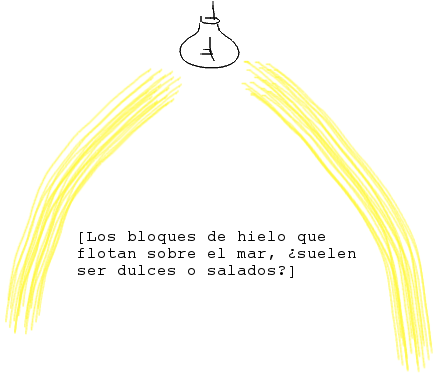 [Los bloques de hielo que
flotan sobre el mar, ¿suelen
ser dulces o salados?]